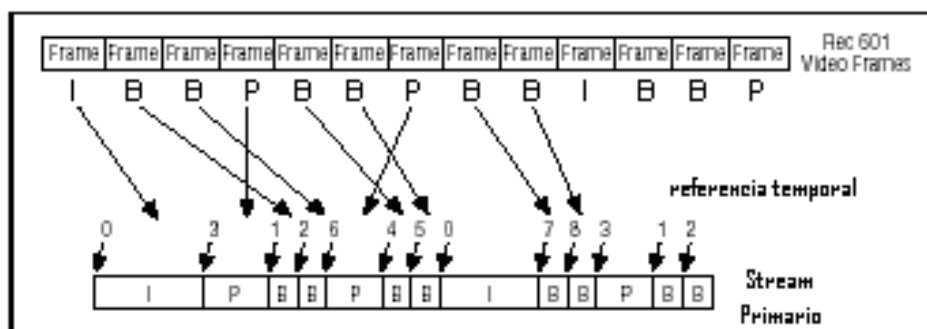 Frame Frame Frame Frame Frame Frame Frame Frame Frame Frame Frame Frame Frame Rec 601
Video Frames
I B B P B B P B B I B B P
referencia temporal
0 3 1 2 6 4 5 0 7 8 3 1 2
I P B B P B B I B B P B B Stream
Primario